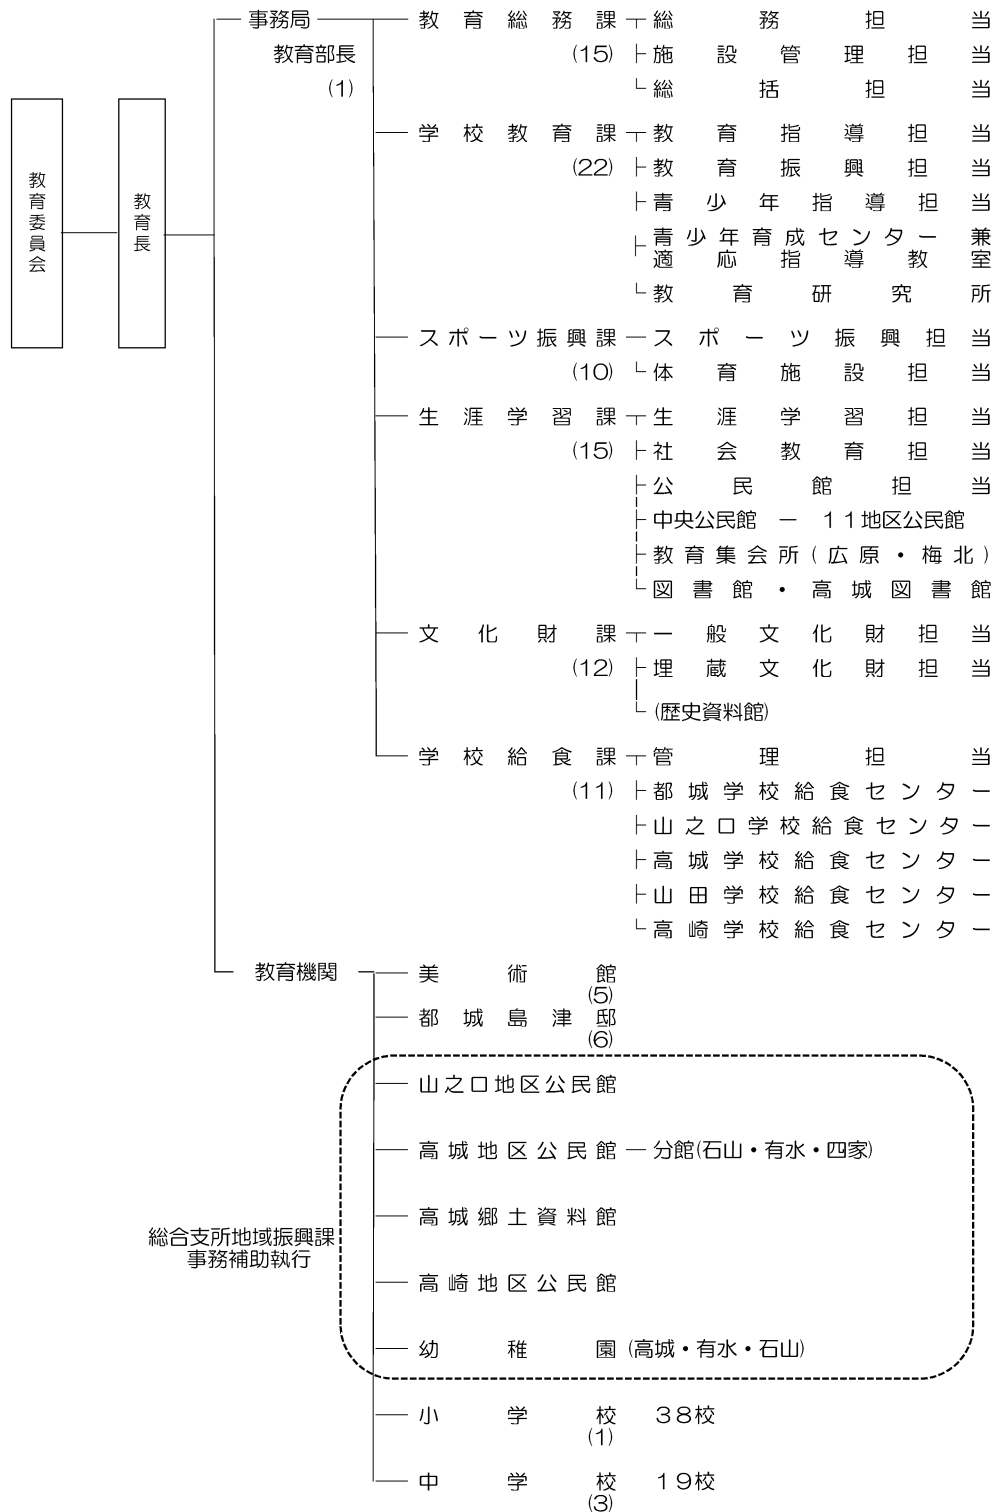 教育委員会
教育長
事務局
教育部長
(1)
教育総務課
(15)
総務担当
施設管理担当
総括担当
学校教育課
(22)
教育指導担当
教育振興担当
青少年指導担当
青少年育成センター 兼
適応指導教室
教育研究所
スポーツ振興課
(10)
スポーツ振興担当
体育施設担当
生涯学習課
(15)
生涯学習担当
社会教育担当
公民館担当
中央公民館 ー 11地区公民館
教育集会所(広原・梅北)
図書館・高城図書館
文化財課
(12)
一般文化財担当
埋蔵文化財担当
(歴史資料館)
学校給食課
(11)
管理担当
都城学校給食センター
山之口学校給食センター
高城学校給食センター
山田学校給食センター
高崎学校給食センター
教育機関
美術館
(5)
都城島津邸
(6)
総合支所地域振興課
事務補助執行
山之口地区公民館
高城地区公民館 ー 分館(石山・有水・四家)
高城郷土資料館
高崎地区公民館
幼稚園 (高城・有水・石山)
小学校 38校
(1)
中学校 19校
(3)